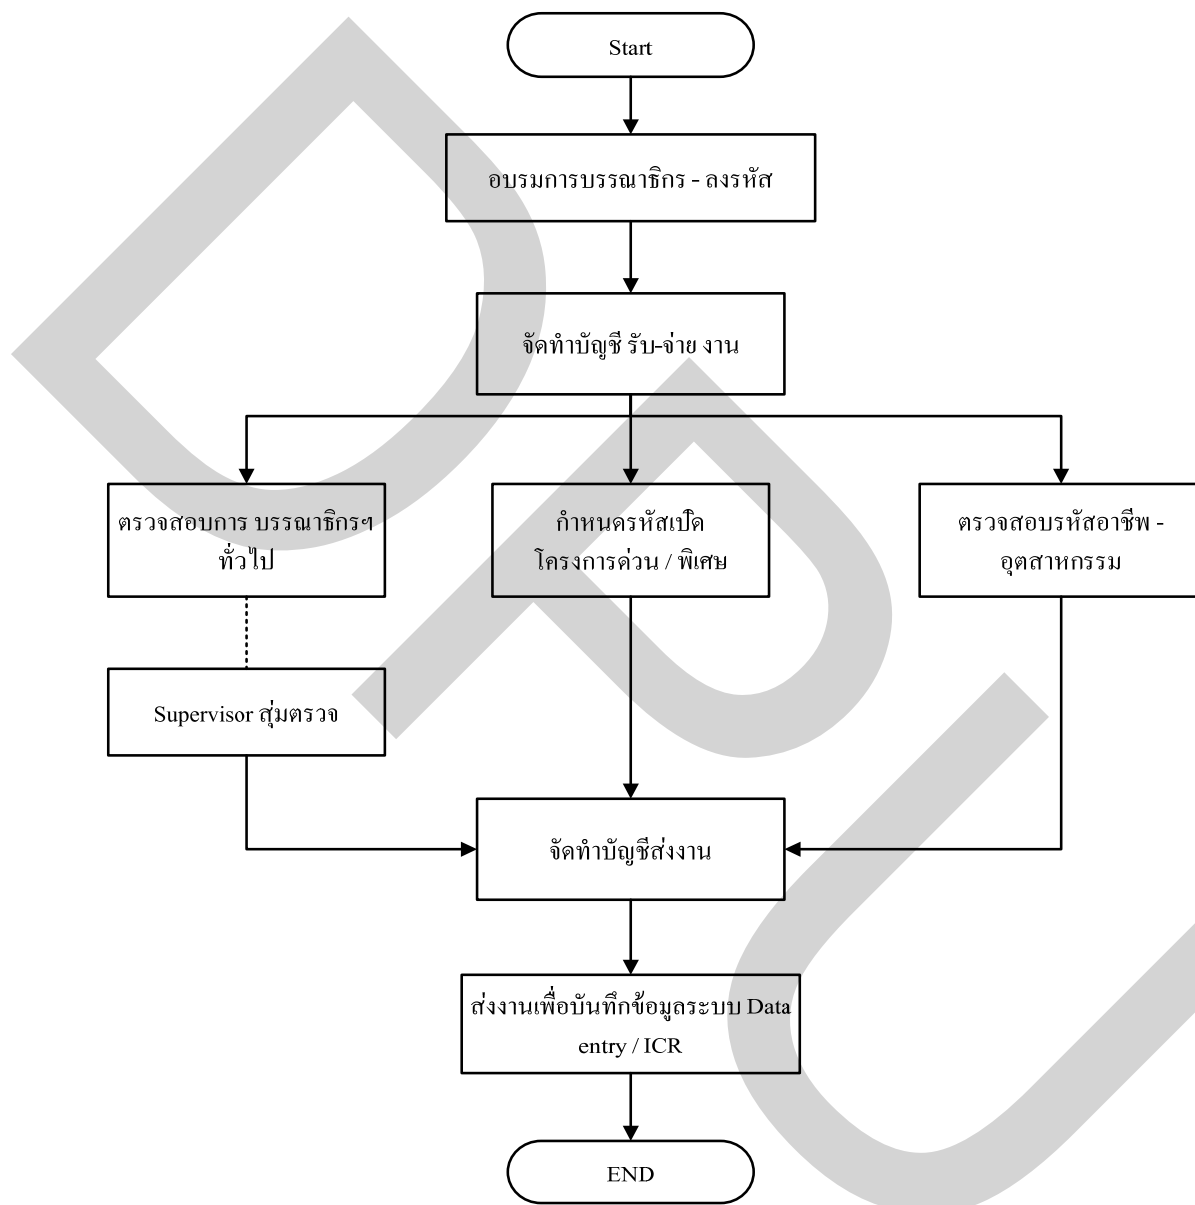 Start
อบรมการบรรณาธิกร - ลงรหัส
จัดทำบัญชี รับ-จ่าย งาน
ตรวจสอบการ บรรณาธิกรฯ
ทั่วไป
กำหนดรหัสเป็ด
โครงการด่วน / พิเศษ
ตรวจสอบรหัสอาชีพ -
อุตสาหกรรม
Supervisor สุ่มตรวจ
จัดทำบัญชีส่งงาน
ส่งงานเพื่อบันทึกข้อมูลระบบ Data
entry / ICR
END
DPU